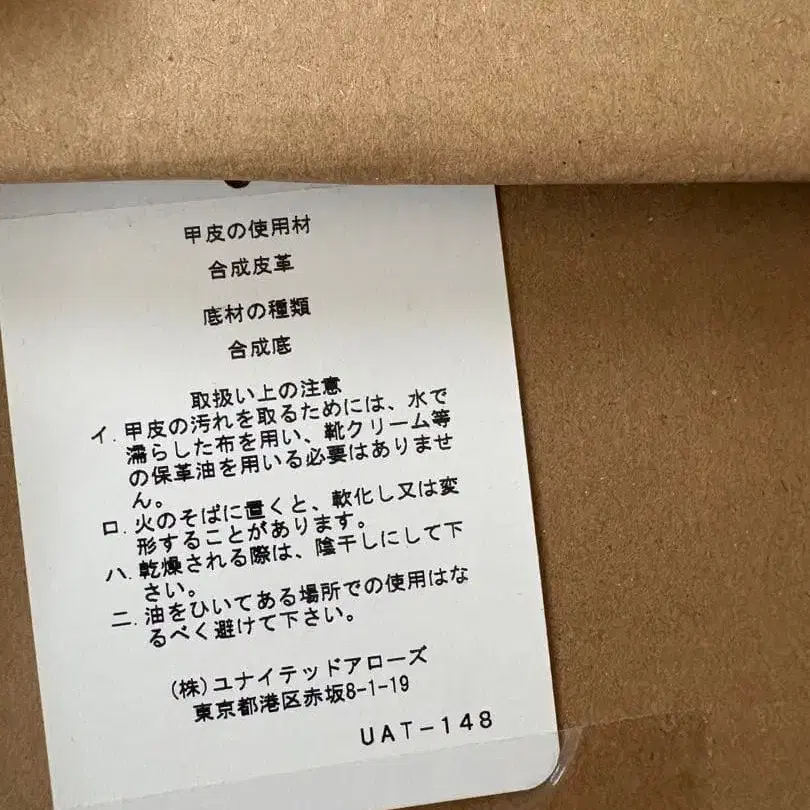 甲皮の使用材
合成皮革
底材の種類
合成底
取扱い上の注意
イ.甲皮の汚れを取るためには、水で
濡らした布を用い、靴クリーム等
の保革油を用いる必要はありませ
ん。
ロ.火のそばに置くと、軟化し又は変
形することがあります。
ハ.乾燥される際は、陰干しにして下
さい。
ニ.油をひいてある場所での使用はな
るべく避けて下さい。
(株)ユナイテッドアローズ
東京都港区赤坂8-1-19
UAT-148